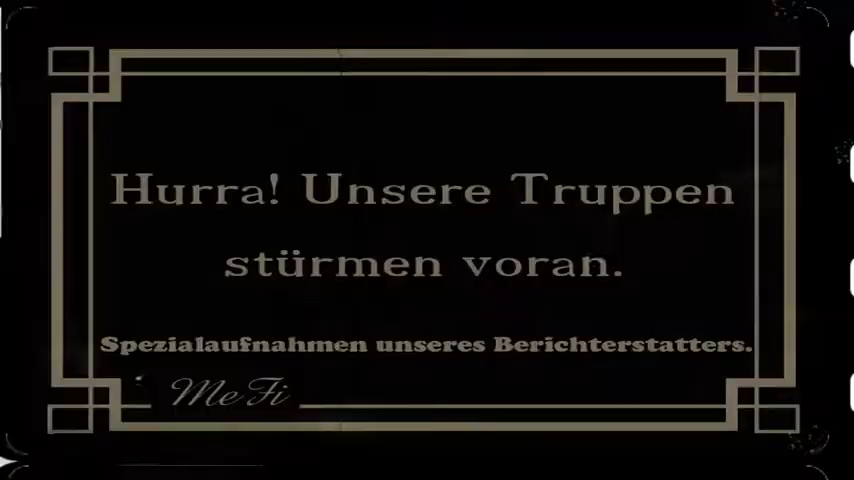 Hurra! Unsere Truppen
stürmen voran.
Spezialaufnahmen unseres Berichterstatters.
MeFi